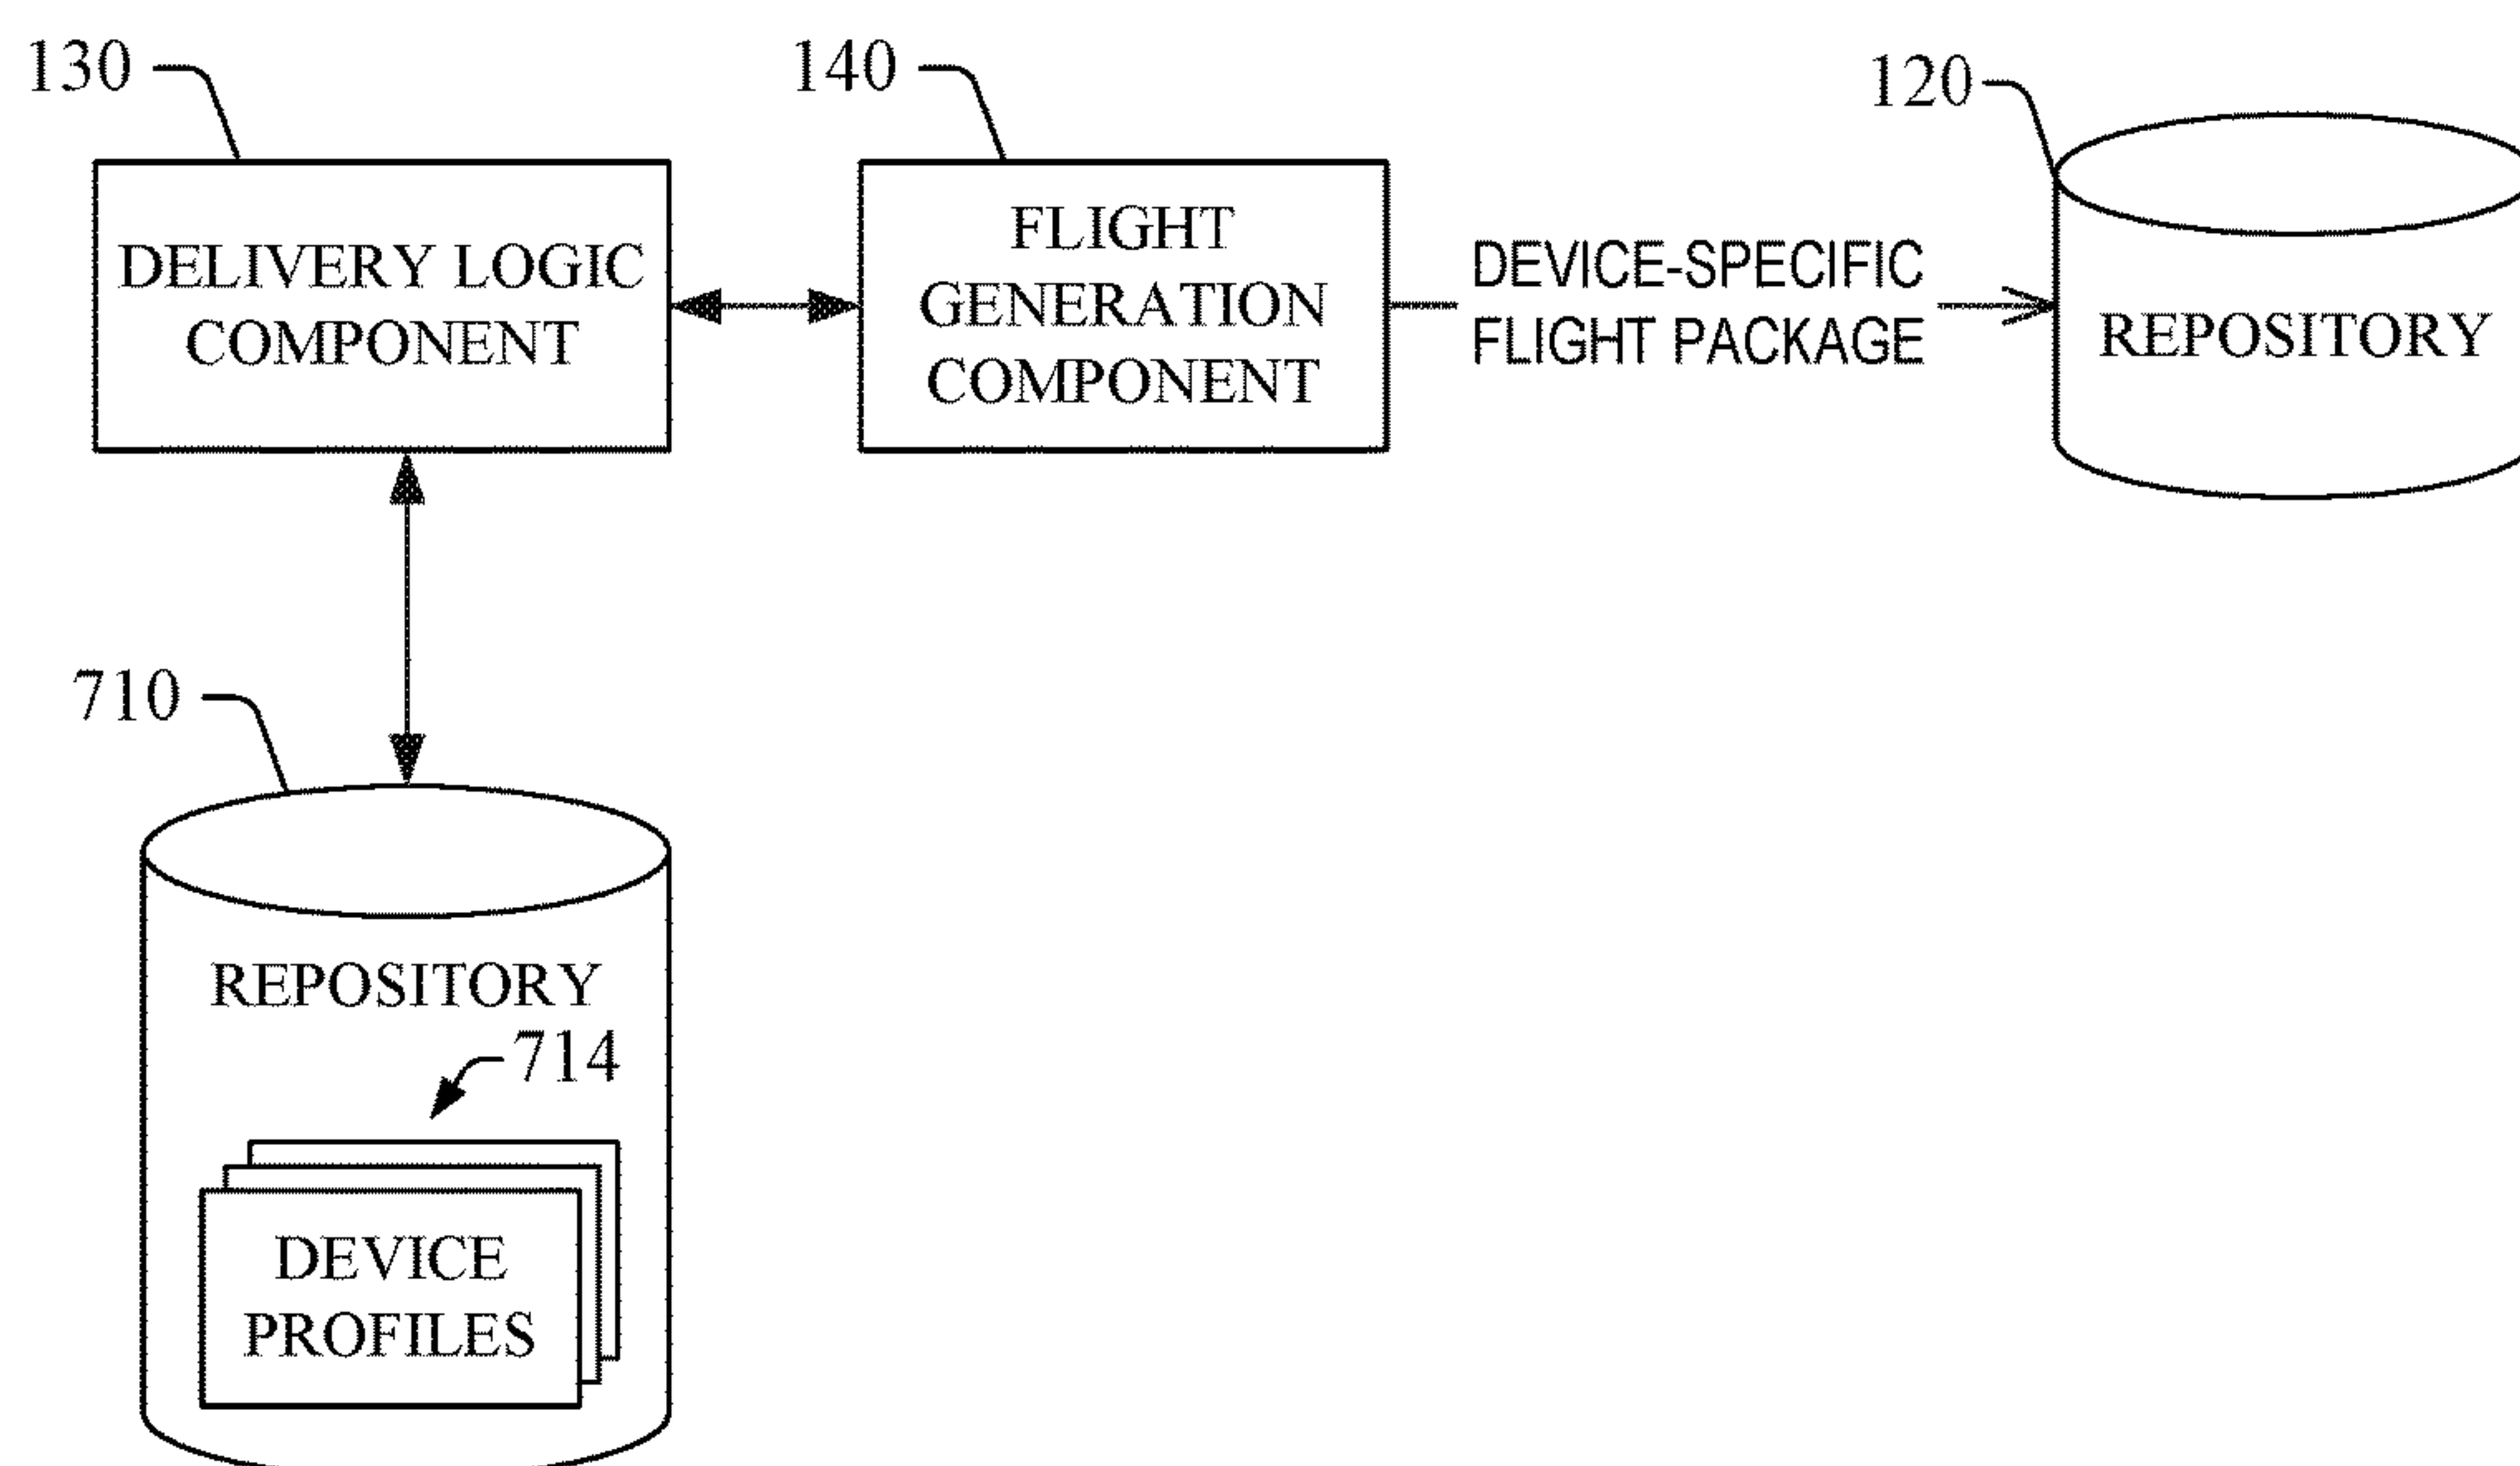 130
140
120
DELIVERY LOGIC
COMPONENT
FLIGHT
GENERATION
COMPONENT
DEVICE-SPECIFIC
FLIGHT PACKAGE
REPOSITORY
710
REPOSITORY
714
DEVICE
PROFILES